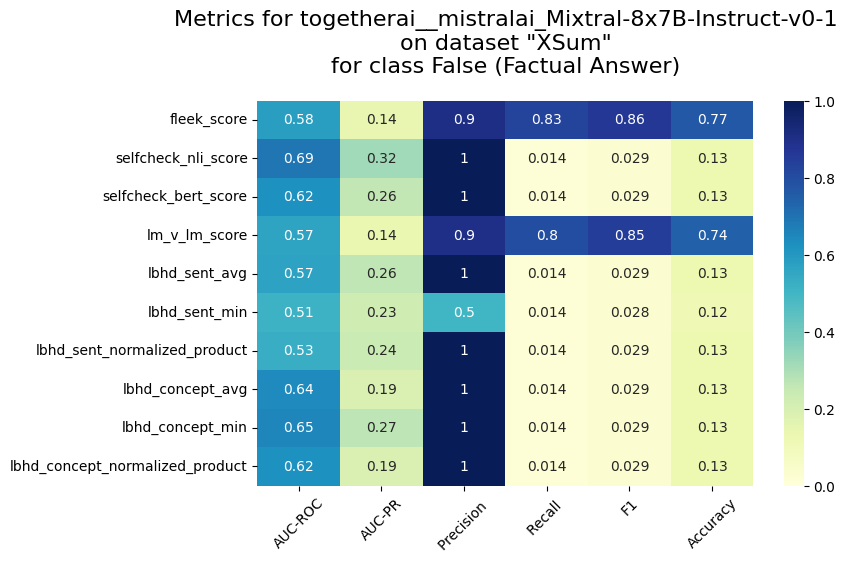 Metrics for togetherai__mistralai_Mixtral-8x7B-Instruct-v0-1
on dataset "XSum"
for class False (Factual Answer)
fleek_score 0.58 0.14 0.9 0.83 0.86 0.77
selfcheck_nli_score 0.69 0.32 1 0.014 0.029 0.13
selfcheck_bert_score 0.62 0.26 1 0.014 0.029 0.13
lm_v_lm_score 0.57 0.14 0.9 0.8 0.85 0.74
lbhd_sent_avg 0.57 0.26 1 0.014 0.029 0.13
lbhd_sent_min 0.51 0.23 0.5 0.014 0.028 0.12
lbhd_sent_normalized_product 0.53 0.24 1 0.014 0.029 0.13
lbhd_concept_avg 0.64 0.19 1 0.014 0.029 0.13
lbhd_concept_min 0.65 0.27 1 0.014 0.029 0.13
lbhd_concept_normalized_product 0.62 0.19 1 0.014 0.029 0.13
AUC-ROC AUC-PR Precision Recall F1 Accuracy
1.0
0.8
0.6
0.4
0.2
0.0